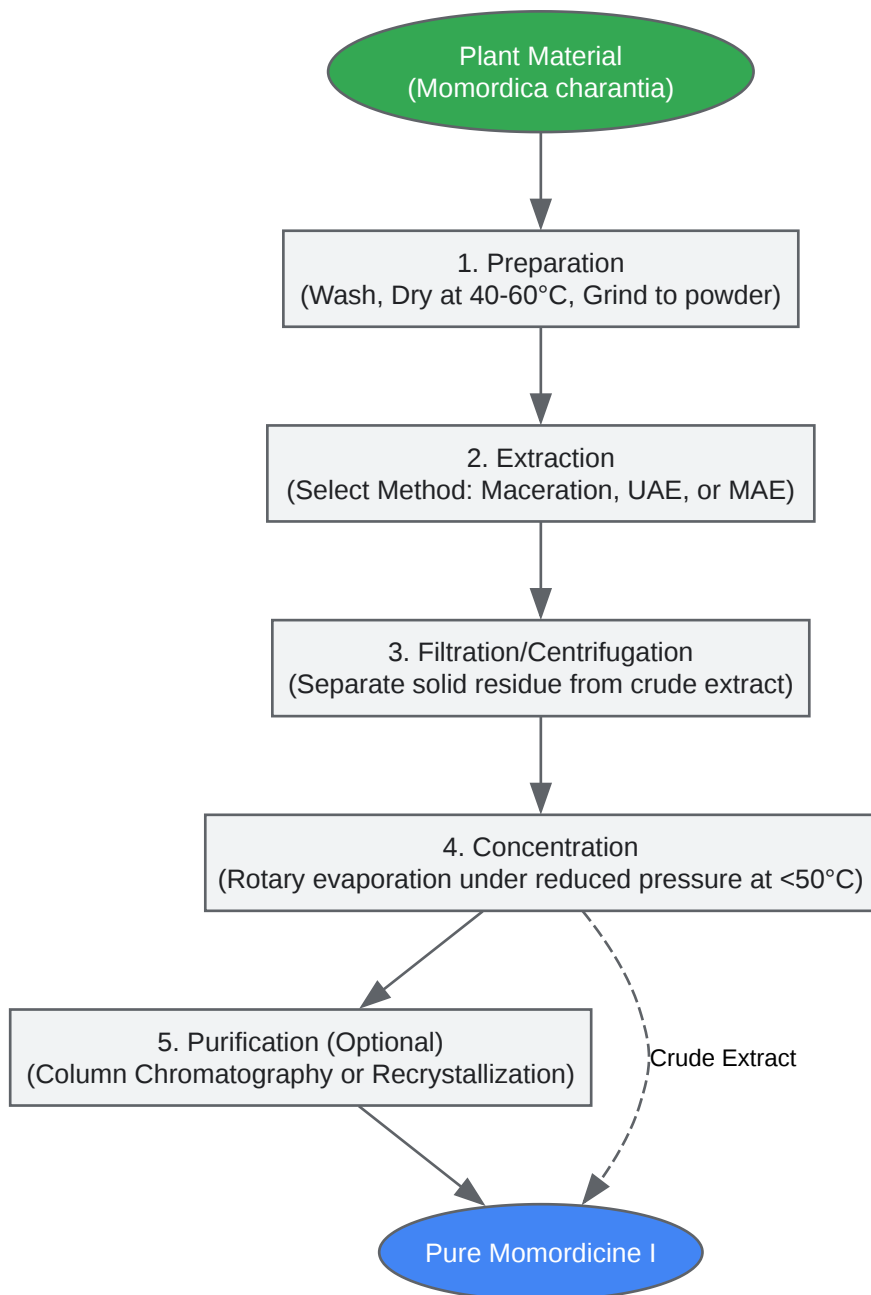 Plant Material
(Momordica charantia)
1. Preparation
(Wash, Dry at 40-60°C, Grind to powder)
2. Extraction
(Select Method: Maceration, UAE, or MAE)
3. Filtration/Centrifugation
(Separate solid residue from crude extract)
4. Concentration
(Rotary evaporation under reduced pressure at <50°C)
5. Purification (Optional)
(Column Chromatography or Recrystallization)
Crude Extract
Pure Momordicine I